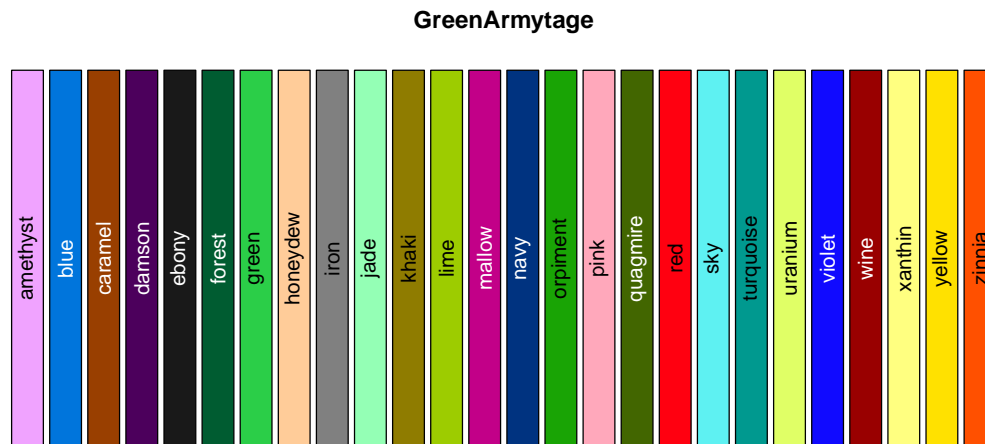 GreenArmytage
amethyst
blue
caramel
damson
ebony
forest
green
honeydew
iron
jade
khaki
lime
mallow
navy
orpiment
pink
quagmire
red
sky
turquoise
uranium
violet
wine
xanthin
yellow
zinnia